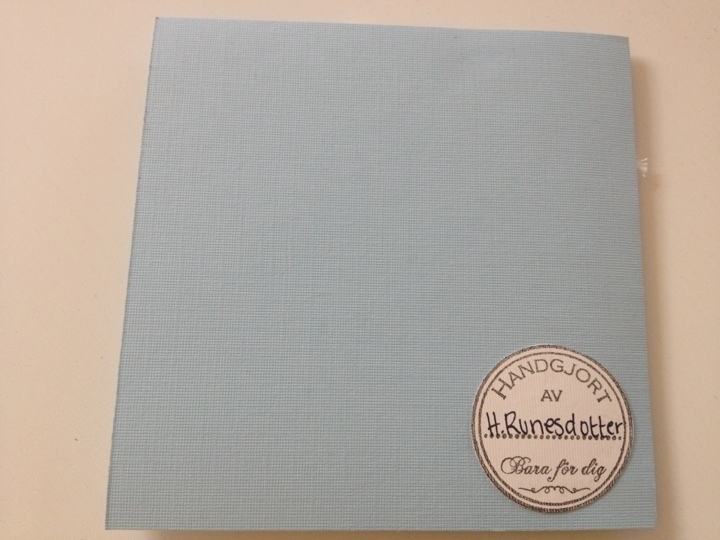 HANDGJORT
AV
H.Runesdotter
Bara för dig